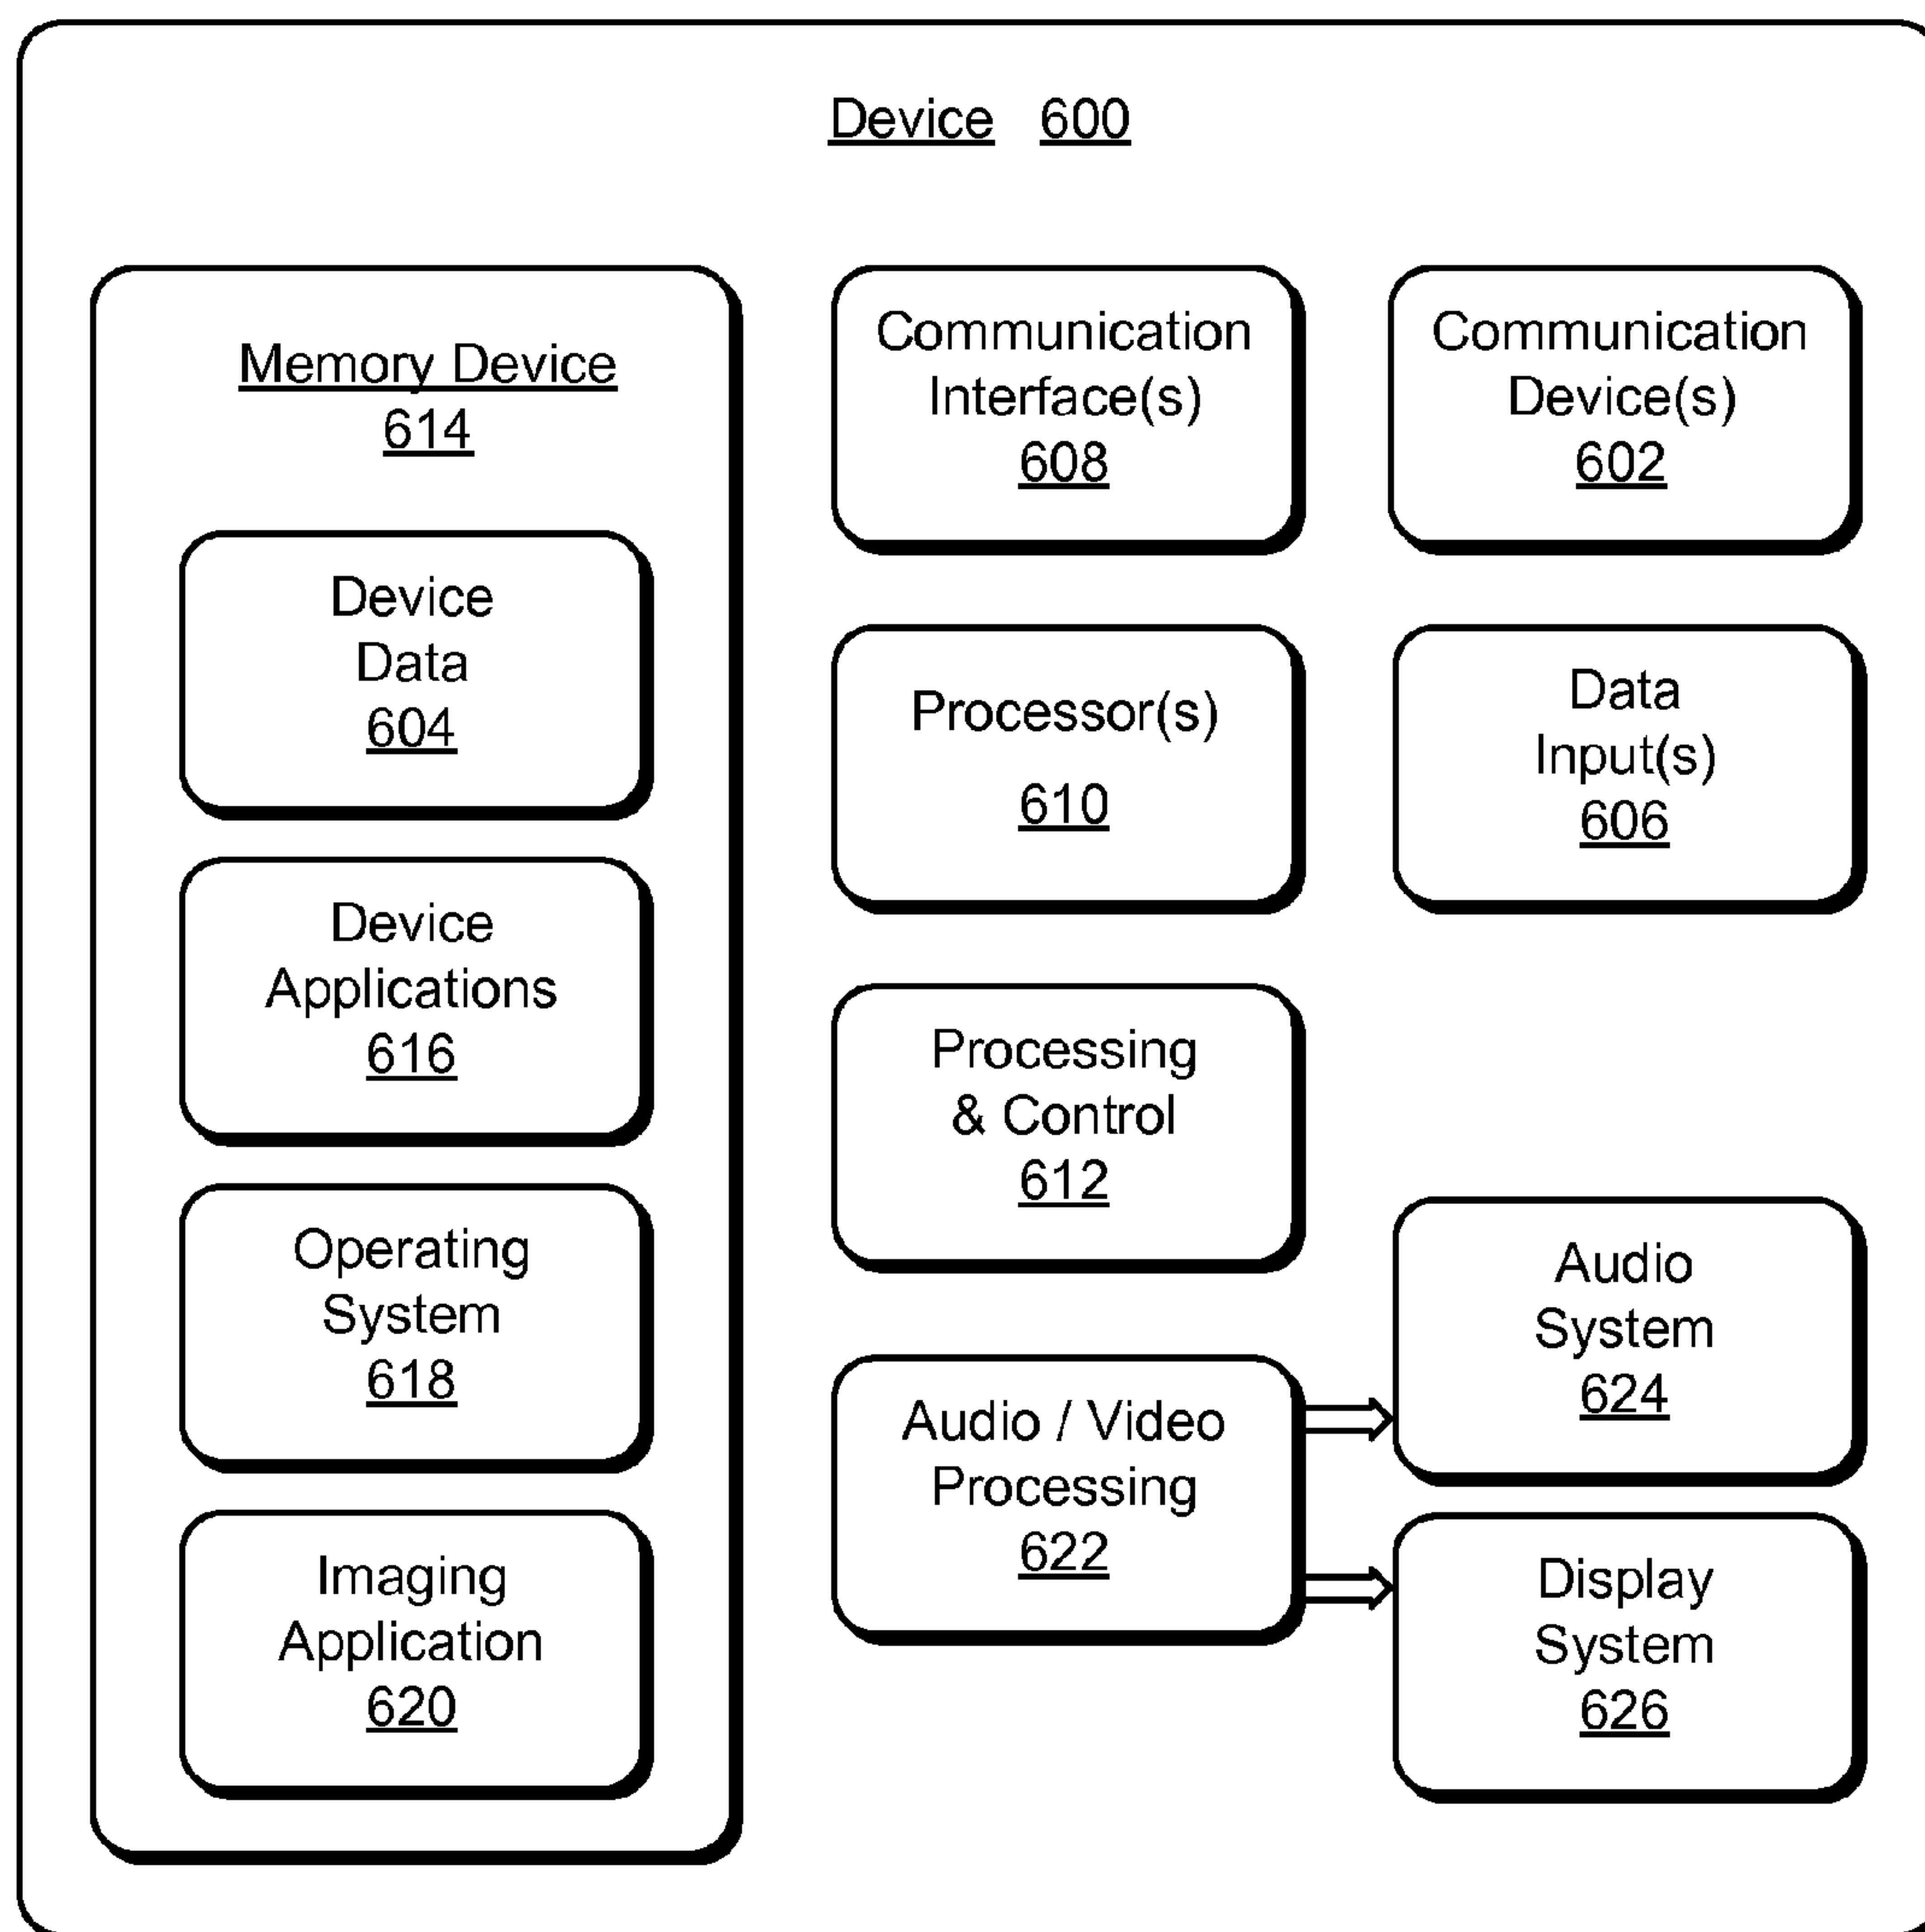 Device 600
Memory Device
614
Device
Data
604
Device
Applications
616
Operating
System
618
Imaging
Application
620
Communication
Interface(s)
608
Processor(s)
610
Processing
& Control
612
Audio / Video
Processing
622
Communication
Device(s)
602
Data
Input(s)
606
Audio
System
624
Display
System
626